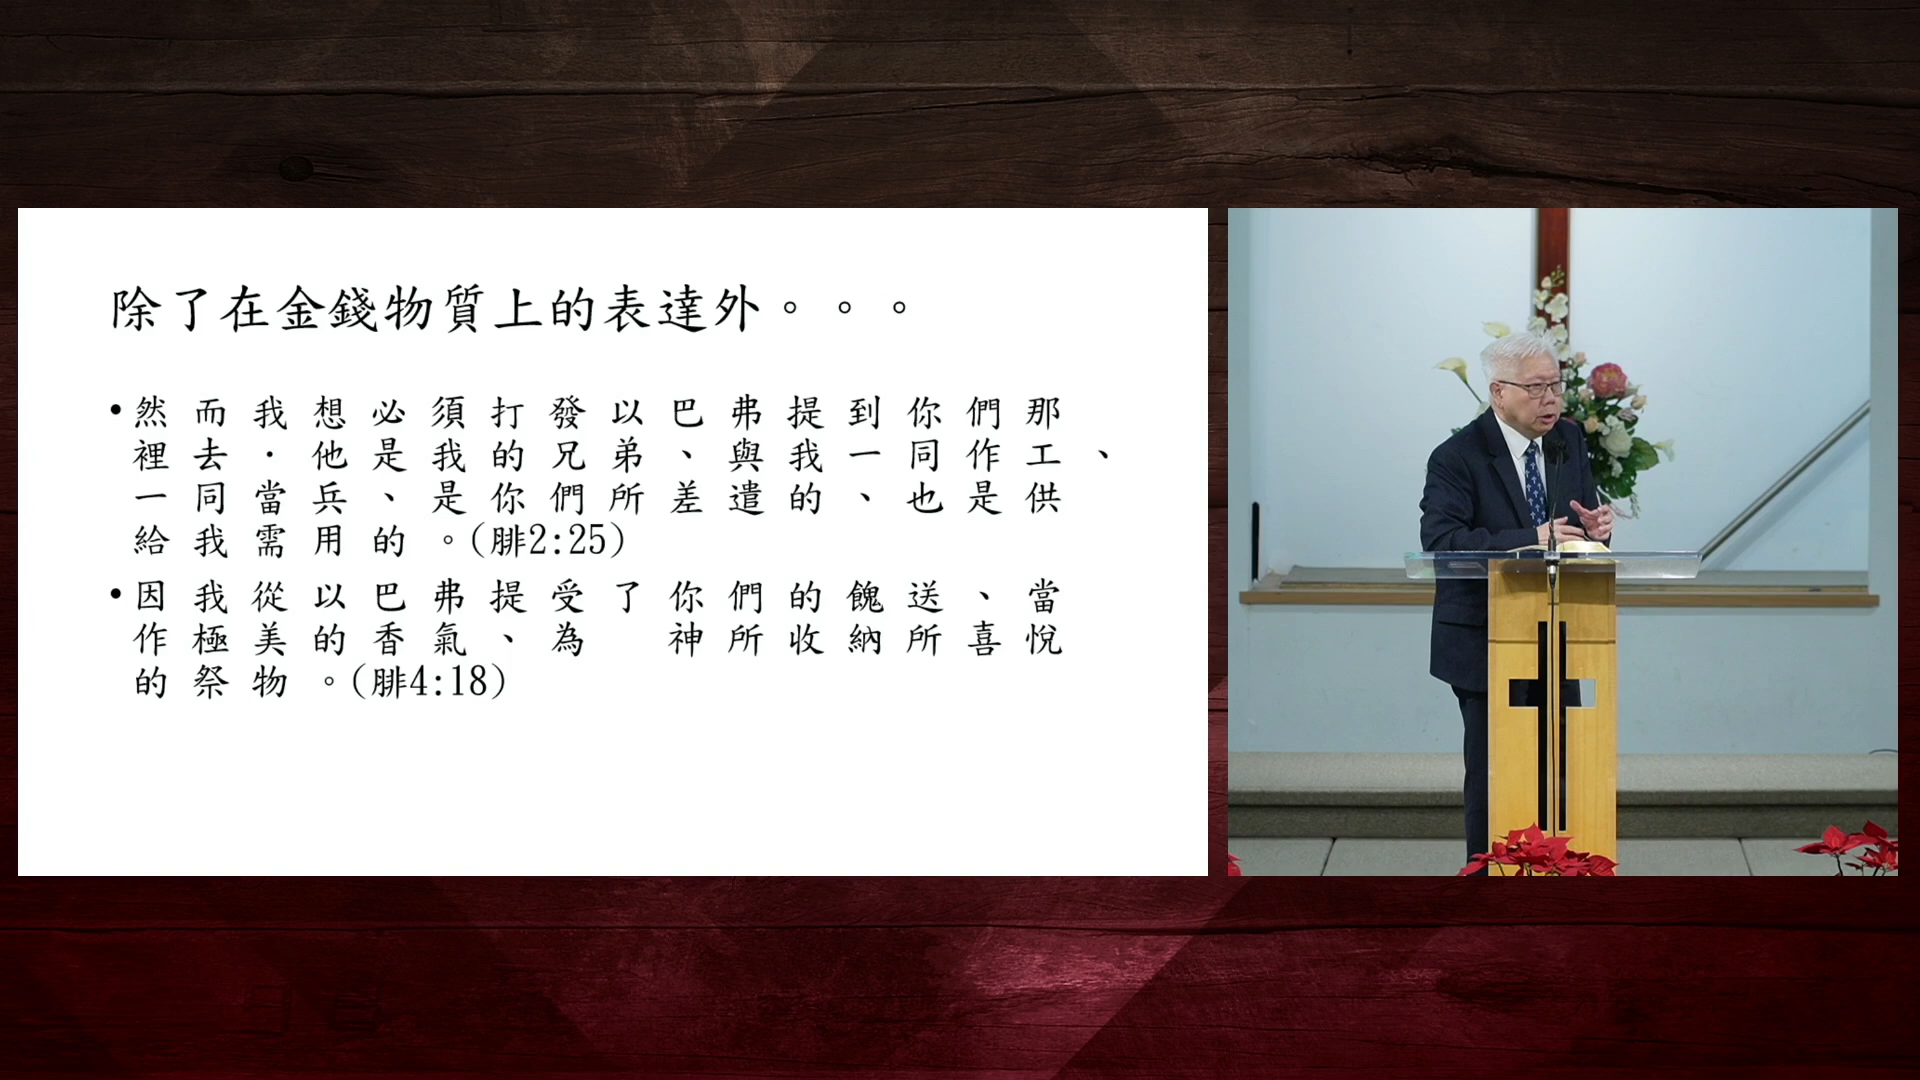 除了在金錢物質上的表達外。。。
•然而我想必須打發以巴弗提到你們那
裡去．他是我的兄弟、與我一同作工、
一同當兵、是你們所差遣的、也是供
給我需用的。(腓2:25)
•因我從以巴弗提受了你們的餽送、當
作極美的香氣、為　神所收納所喜悅
的祭物。(腓4:18)